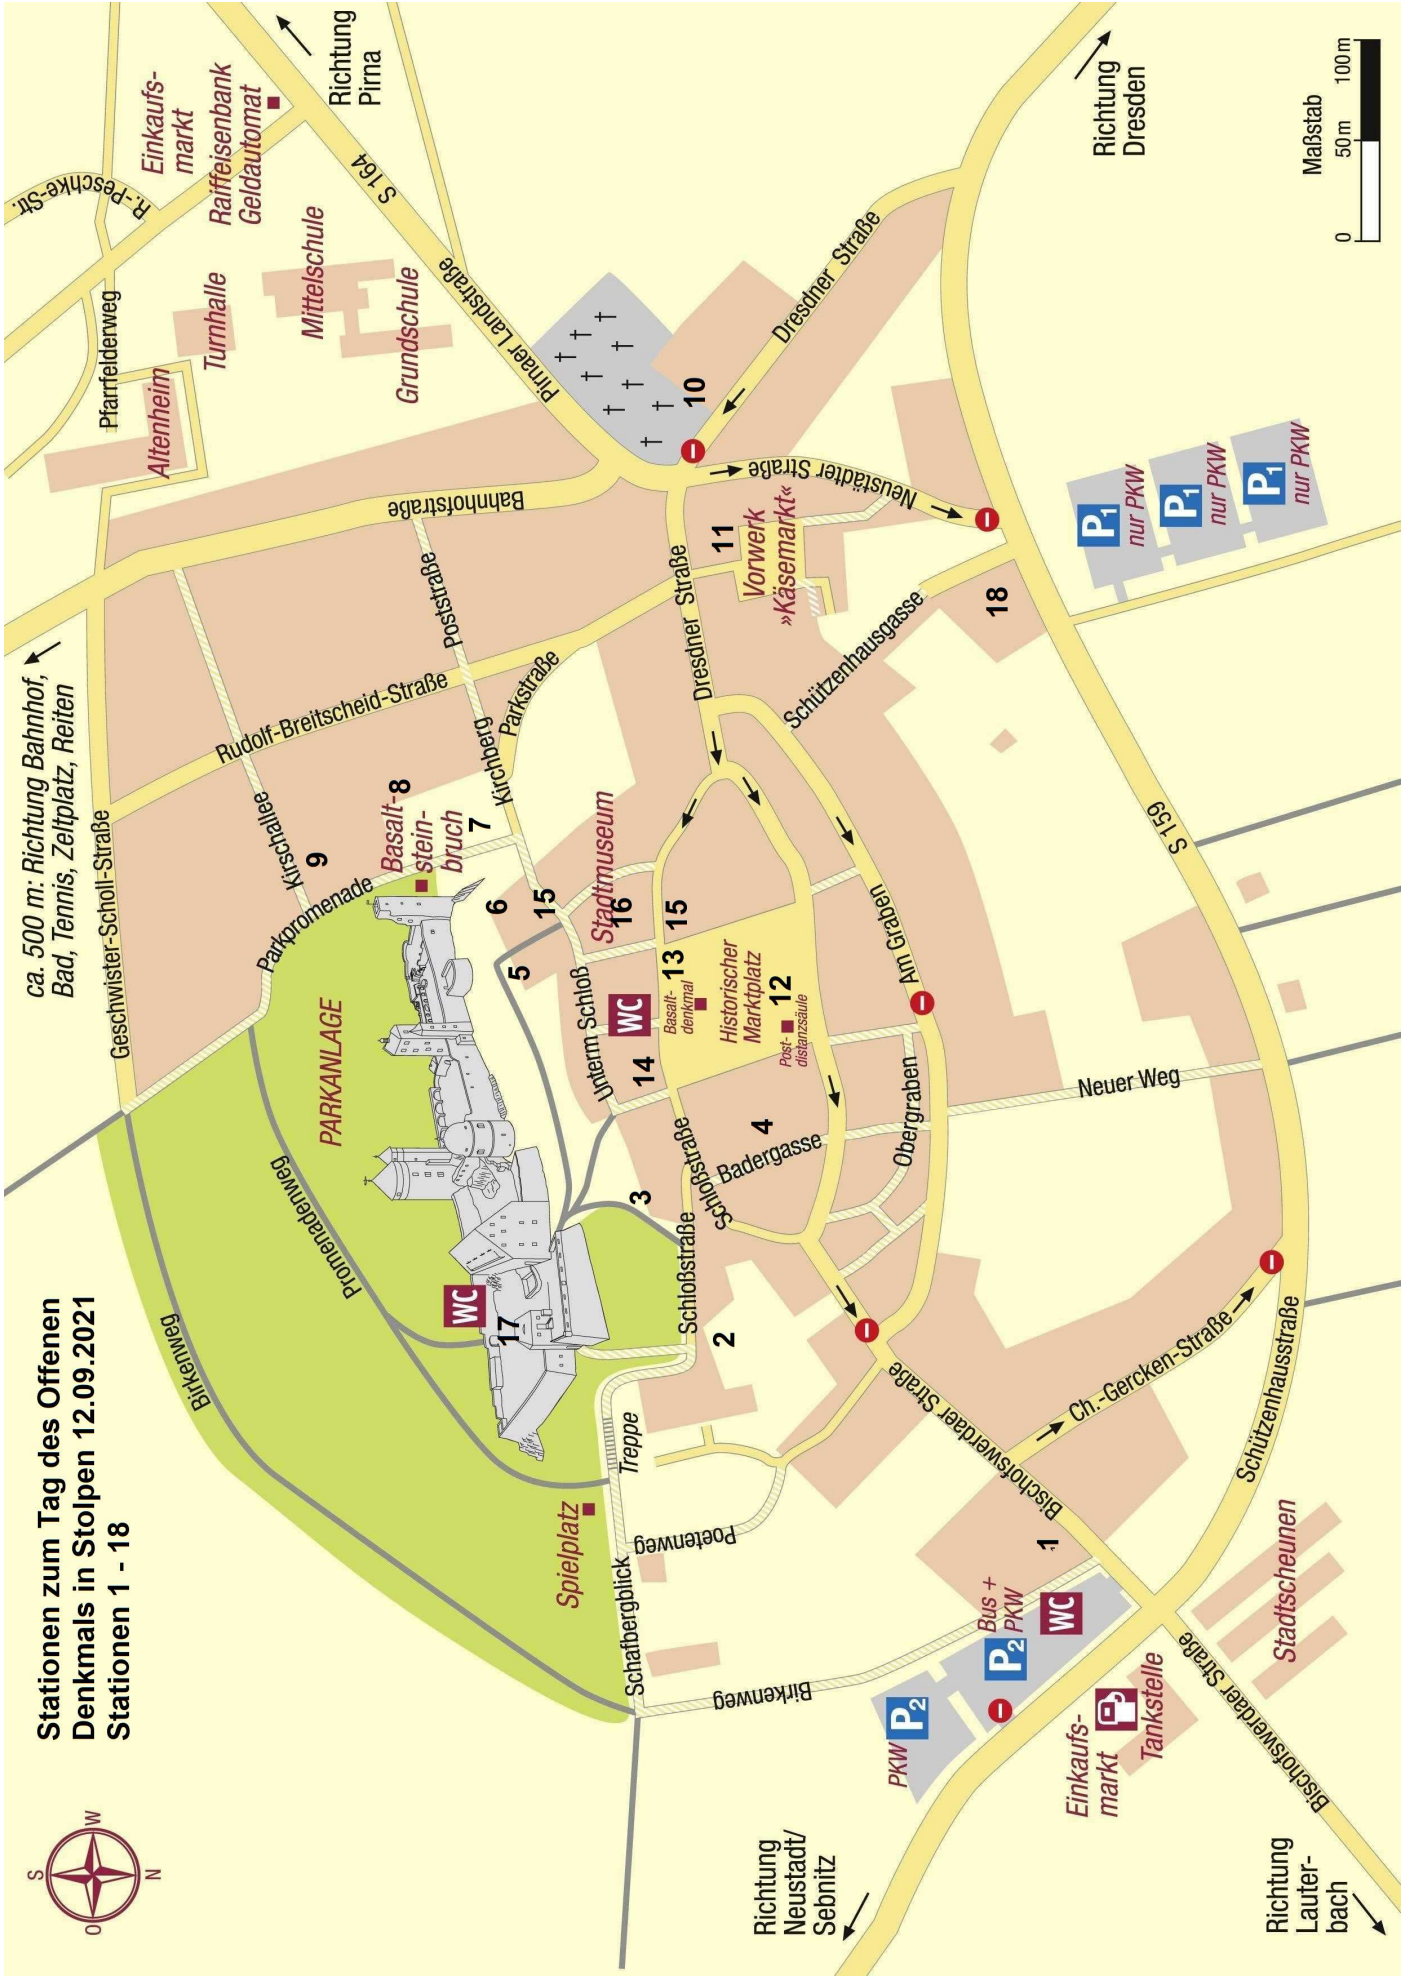 Stationen zum Tag des Offenen
Denkmals in Stolpen 12.09.2021
Stationen 1 - 18
S
O
W
N
ca. 500 m: Richtung Bahnhof,
Bad, Tennis, Zeltplatz, Reiten
Richtung
Pirna
Richtung
Dresden
Richtung
Neustadt/
Sebnitz
Richtung
Lauter-
bach
Maßstab
0
50m
100m
Einkaufs-
markt
Raiffeisenbank
Geldautomat
R.-Peschke-Str.
S 164
Pfarrfelderweg
Altenheim
Turnhalle
Mittelschule
Grundschule
Pirnaer Landstraße
Bahnhofstraße
Geschwister-Scholl-Straße
Rudolf-Breitscheid-Straße
Kirschallee
Poststraße
Parkstraße
Kirchberg
Parkpromenade
9
8
Basalt-
stein-
bruch
7
6
5
15
PARKANLAGE
Promenadenweg
Birkenweg
WC
17
Spielplatz
Treppe
Schafbergblick
Poetenweg
Birkenweg
Stadtmuseum
16
Unterm Schloß
WC
14
15
13
Basalt-
denkmal
Historischer
Marktplatz
12
Post-
distanzsäule
3
Schloßstraße
Schloßstraße
Badergasse
4
2
10
Dresdner Straße
Dresdner Straße
Neustädter Straße
11
Vorwerk
»Käsemarkt«
Schützenhausgasse
18
P1
nur PKW
P1
nur PKW
P1
nur PKW
S 159
Am Graben
Obergraben
Neuer Weg
Bischofswerdaer Straße
Ch.-Gercken-Straße
Schützenhausstraße
1
Bus +
PKW
P2
WC
PKW
P2
Einkaufs-
markt
Tankstelle
Bischofswerdaer Straße
Stadtscheunen